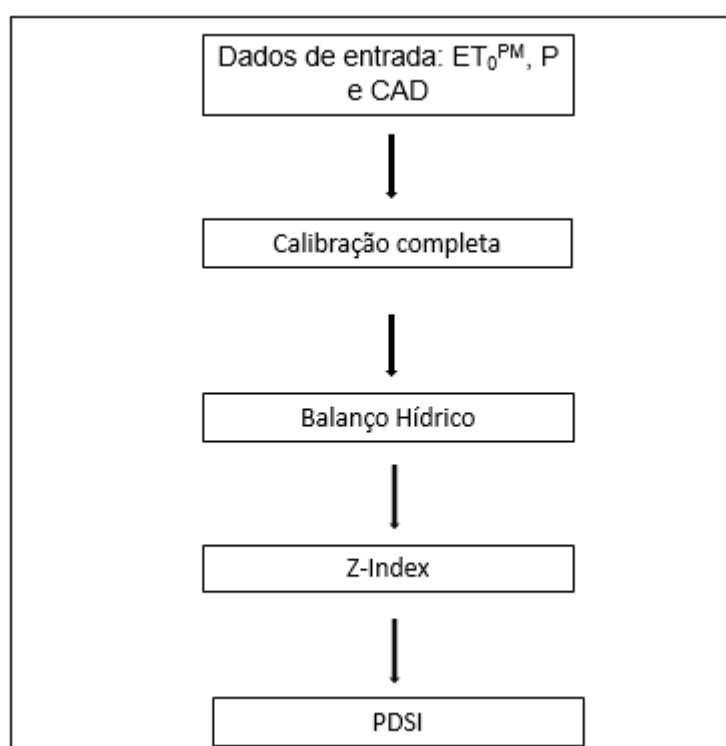 Dados de entrada: ET₀ᴾᴹ, P
e CAD
Calibração completa
Balanço Hídrico
Z-Index
PDSI